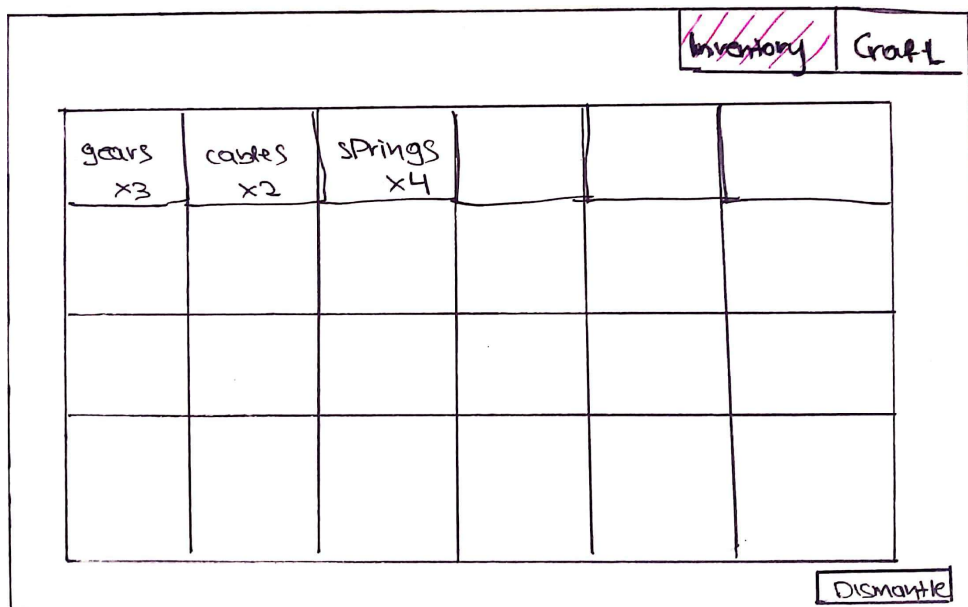 Inventory
Craft
gears
x3
cables
x2
sPrings
x4
Dismantle